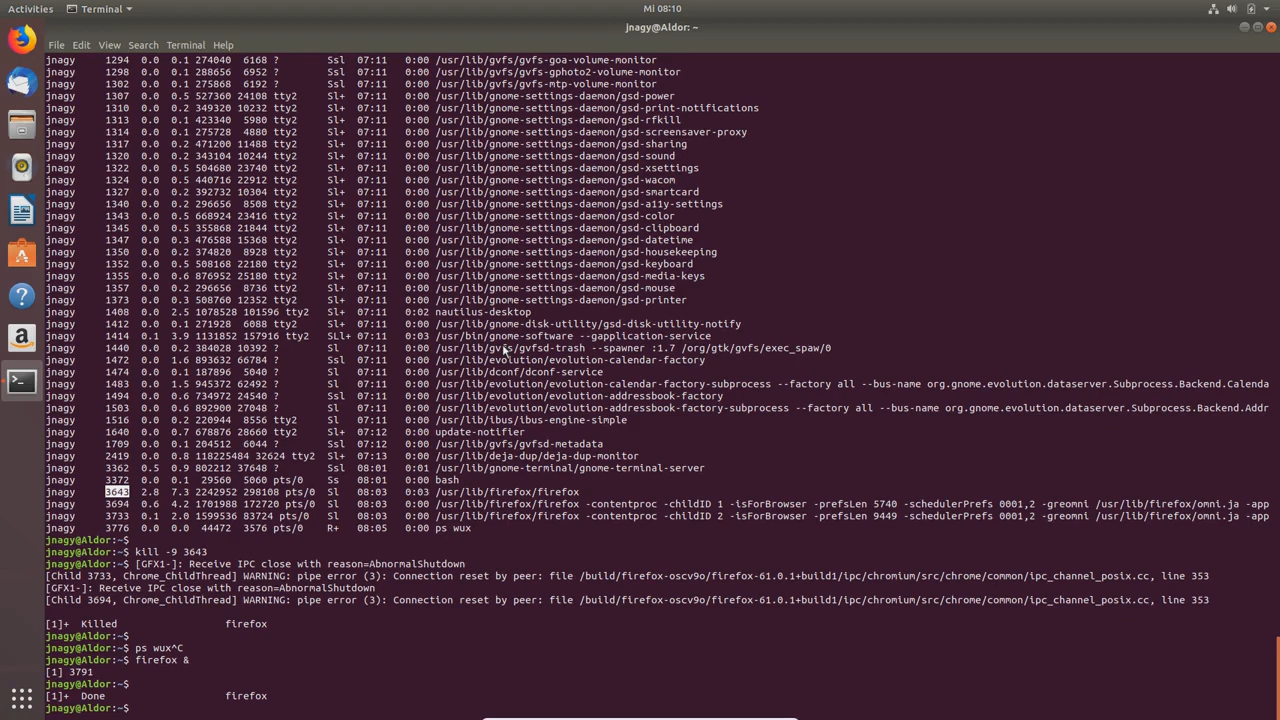 Activities Terminal Mi 08:10
jnagy@Aldor: ~
File Edit View Search Terminal Help
jnagy 1294 0.0 0.1 274040 6168 ? Ssl 07:11 0:00 /usr/lib/gvfs/gvfs-goa-volume-monitor
jnagy 1298 0.0 0.1 288656 6952 ? Ssl 07:11 0:00 /usr/lib/gvfs/gvfs-gphoto2-volume-monitor
jnagy 1302 0.0 0.1 275868 6192 ? Ssl 07:11 0:00 /usr/lib/gvfs/gvfs-mtp-volume-monitor
jnagy 1307 0.0 0.5 527360 24108 tty2 Sl+ 07:11 0:00 /usr/lib/gnome-settings-daemon/gsd-power
jnagy 1310 0.0 0.2 349320 10232 tty2 Sl+ 07:11 0:00 /usr/lib/gnome-settings-daemon/gsd-print-notifications
jnagy 1313 0.0 0.1 423340 5980 tty2 Sl+ 07:11 0:00 /usr/lib/gnome-settings-daemon/gsd-rfkill
jnagy 1314 0.0 0.1 275728 4880 tty2 Sl+ 07:11 0:00 /usr/lib/gnome-settings-daemon/gsd-screensaver-proxy
jnagy 1317 0.0 0.2 471200 11488 tty2 Sl+ 07:11 0:00 /usr/lib/gnome-settings-daemon/gsd-sharing
jnagy 1320 0.0 0.2 343104 10244 tty2 Sl+ 07:11 0:00 /usr/lib/gnome-settings-daemon/gsd-sound
jnagy 1322 0.0 0.5 504680 23740 tty2 Sl+ 07:11 0:00 /usr/lib/gnome-settings-daemon/gsd-xsettings
jnagy 1324 0.0 0.5 440716 22912 tty2 Sl+ 07:11 0:00 /usr/lib/gnome-settings-daemon/gsd-wacom
jnagy 1327 0.0 0.2 392732 10304 tty2 Sl+ 07:11 0:00 /usr/lib/gnome-settings-daemon/gsd-smartcard
jnagy 1340 0.0 0.2 296656 8508 tty2 Sl+ 07:11 0:00 /usr/lib/gnome-settings-daemon/gsd-a11y-settings
jnagy 1343 0.0 0.5 668924 23416 tty2 Sl+ 07:11 0:00 /usr/lib/gnome-settings-daemon/gsd-color
jnagy 1345 0.0 0.5 355868 21844 tty2 Sl+ 07:11 0:00 /usr/lib/gnome-settings-daemon/gsd-clipboard
jnagy 1347 0.0 0.3 476588 15368 tty2 Sl+ 07:11 0:00 /usr/lib/gnome-settings-daemon/gsd-datetime
jnagy 1350 0.0 0.2 374820 8928 tty2 Sl+ 07:11 0:00 /usr/lib/gnome-settings-daemon/gsd-housekeeping
jnagy 1352 0.0 0.5 508168 22180 tty2 Sl+ 07:11 0:00 /usr/lib/gnome-settings-daemon/gsd-keyboard
jnagy 1355 0.0 0.6 876952 25180 tty2 Sl+ 07:11 0:00 /usr/lib/gnome-settings-daemon/gsd-media-keys
jnagy 1357 0.0 0.2 296656 8736 tty2 Sl+ 07:11 0:00 /usr/lib/gnome-settings-daemon/gsd-mouse
jnagy 1373 0.0 0.3 508760 12352 tty2 Sl+ 07:11 0:00 /usr/lib/gnome-settings-daemon/gsd-printer
jnagy 1408 0.0 2.5 1078528 101596 tty2 Sl+ 07:11 0:02 nautilus-desktop
jnagy 1412 0.0 0.1 271928 6088 tty2 Sl+ 07:11 0:00 /usr/lib/gnome-disk-utility/gsd-disk-utility-notify
jnagy 1414 0.1 3.9 1131852 157916 tty2 SLl+ 07:11 0:03 /usr/bin/gnome-software --gapplication-service
jnagy 1440 0.0 0.2 384028 10392 ? Sl 07:11 0:00 /usr/lib/gvfs/gvfsd-trash --spawner :1.7 /org/gtk/gvfs/exec_spaw/0
jnagy 1472 0.0 1.6 893632 66784 ? Ssl 07:11 0:00 /usr/lib/evolution/evolution-calendar-factory
jnagy 1474 0.0 0.1 187896 5040 ? Sl 07:11 0:00 /usr/lib/dconf/dconf-service
jnagy 1483 0.0 1.5 945372 62492 ? Sl 07:11 0:00 /usr/lib/evolution/evolution-calendar-factory-subprocess --factory all --bus-name org.gnome.evolution.dataserver.Subprocess.Backend.Calenda
jnagy 1494 0.0 0.6 734972 24540 ? Ssl 07:11 0:00 /usr/lib/evolution/evolution-addressbook-factory
jnagy 1503 0.0 0.6 892900 27048 ? Sl 07:11 0:00 /usr/lib/evolution/evolution-addressbook-factory-subprocess --factory all --bus-name org.gnome.evolution.dataserver.Subprocess.Backend.Addr
jnagy 1516 0.0 0.2 220944 8556 tty2 Sl 07:11 0:00 /usr/lib/ibus/ibus-engine-simple
jnagy 1640 0.0 0.7 678876 28660 tty2 Sl+ 07:12 0:00 update-notifier
jnagy 1709 0.0 0.1 204512 6044 ? Ssl 07:12 0:00 /usr/lib/gvfs/gvfsd-metadata
jnagy 2419 0.0 0.8 118225484 32624 tty2 Sl+ 07:13 0:00 /usr/lib/deja-dup/deja-dup-monitor
jnagy 3362 0.5 0.9 802212 37648 ? Ssl 08:01 0:01 /usr/lib/gnome-terminal/gnome-terminal-server
jnagy 3372 0.0 0.1 29560 5060 pts/0 Ss 08:01 0:00 bash
jnagy 3643 2.8 7.3 2242952 298108 pts/0 Sl 08:03 0:03 /usr/lib/firefox/firefox
jnagy 3694 0.6 4.2 1701988 172720 pts/0 Sl 08:03 0:00 /usr/lib/firefox/firefox -contentproc -childID 1 -isForBrowser -prefsLen 5740 -schedulerPrefs 0001,2 -greomni /usr/lib/firefox/omni.ja -app
jnagy 3733 0.1 2.0 1599536 83724 pts/0 Sl 08:03 0:00 /usr/lib/firefox/firefox -contentproc -childID 2 -isForBrowser -prefsLen 9449 -schedulerPrefs 0001,2 -greomni /usr/lib/firefox/omni.ja -app
jnagy 3776 0.0 0.0 44472 3576 pts/0 R+ 08:05 0:00 ps wux
jnagy@Aldor:~$
jnagy@Aldor:~$ kill -9 3643
jnagy@Aldor:~$ [GFX1-]: Receive IPC close with reason=AbnormalShutdown
[Child 3733, Chrome_ChildThread] WARNING: pipe error (3): Connection reset by peer: file /build/firefox-oscv9o/firefox-61.0.1+build1/ipc/chromium/src/chrome/common/ipc_channel_posix.cc, line 353
[GFX1-]: Receive IPC close with reason=AbnormalShutdown
[Child 3694, Chrome_ChildThread] WARNING: pipe error (3): Connection reset by peer: file /build/firefox-oscv9o/firefox-61.0.1+build1/ipc/chromium/src/chrome/common/ipc_channel_posix.cc, line 353
[1]+ Killed firefox
jnagy@Aldor:~$
jnagy@Aldor:~$ ps wux^C
jnagy@Aldor:~$ firefox &
[1] 3791
jnagy@Aldor:~$
[1]+ Done firefox
jnagy@Aldor:~$